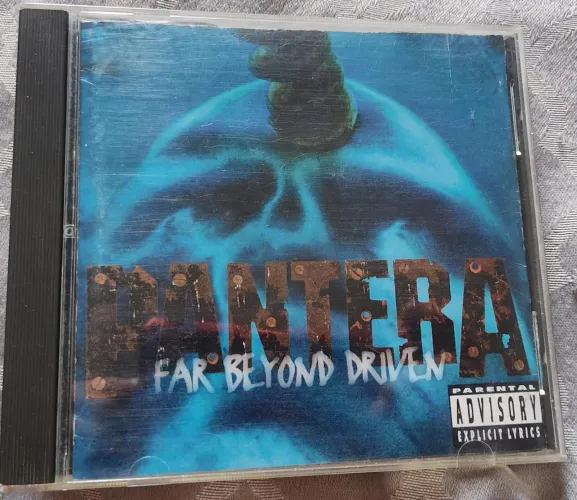 PANTERA
FAR BEYOND DRIVEN
PARENTAL
ADVISORY
EXPLICIT LYRICS